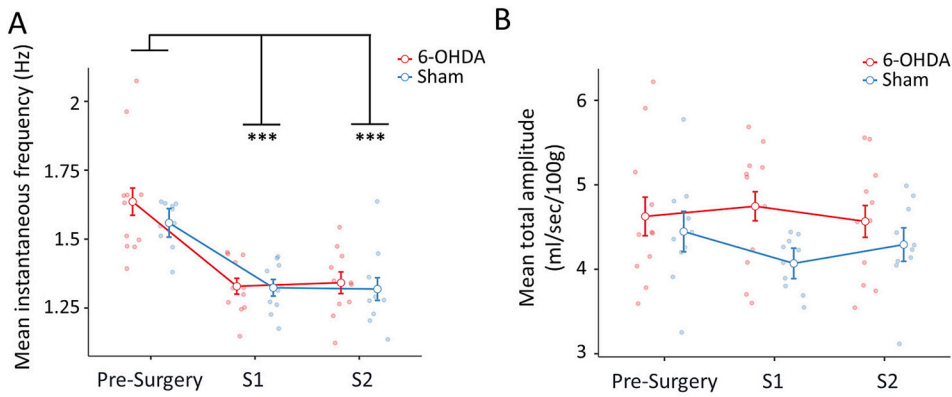 A
Mean instantaneous frequency (Hz)
6-OHDA
Sham
***
***
2
1.75
1.5
1.25
Pre-Surgery
S1
S2
B
Mean total amplitude
(ml/sec/100g)
6-OHDA
Sham
6
5
4
3
Pre-Surgery
S1
S2